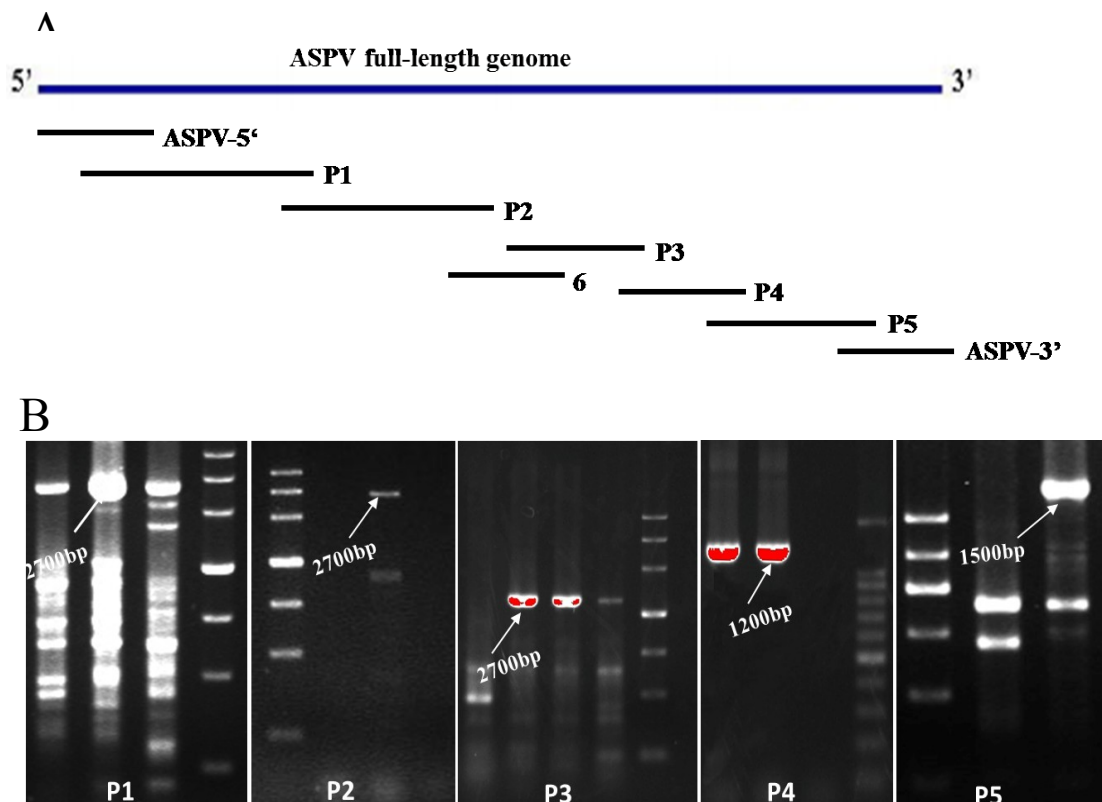 A
ASPV full-length genome
5’ 3’
ASPV-5‘
P1
P2
P3
6
P4
P5
ASPV-3’
B
2700bp 2700bp 2700bp 1200bp 1500bp
P1 P2 P3 P4 P5